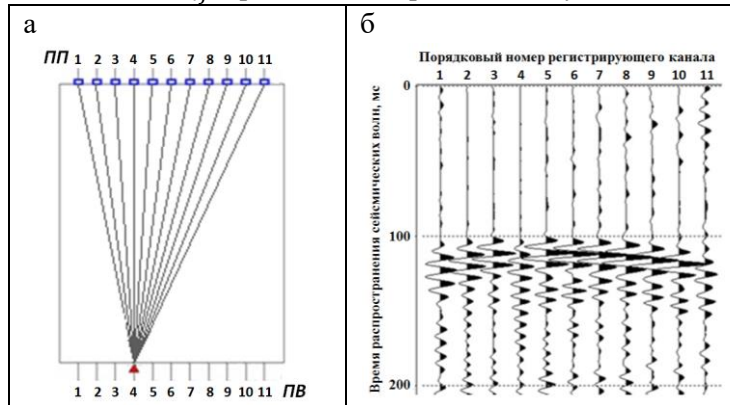 а
ПП 1 2 3 4 5 6 7 8 9 10 11
1 2 3 4 5 6 7 8 9 10 11 ПВ
б
Порядковый номер регистрирующего канала
1 2 3 4 5 6 7 8 9 10 11
Время распространения сейсмических волн, мс
0
100
200